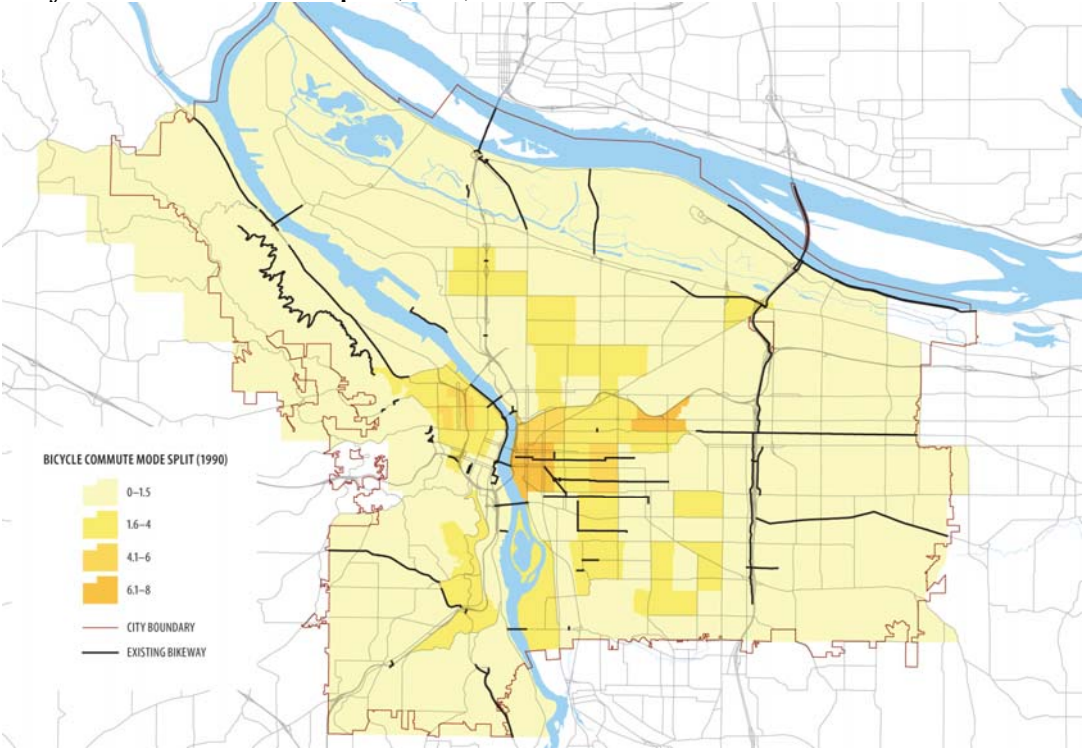 BICYCLE COMMUTE MODE SPLIT (1990)
0–1.5
1.6–4
4.1–6
6.1–8
CITY BOUNDARY
EXISTING BIKEWAY